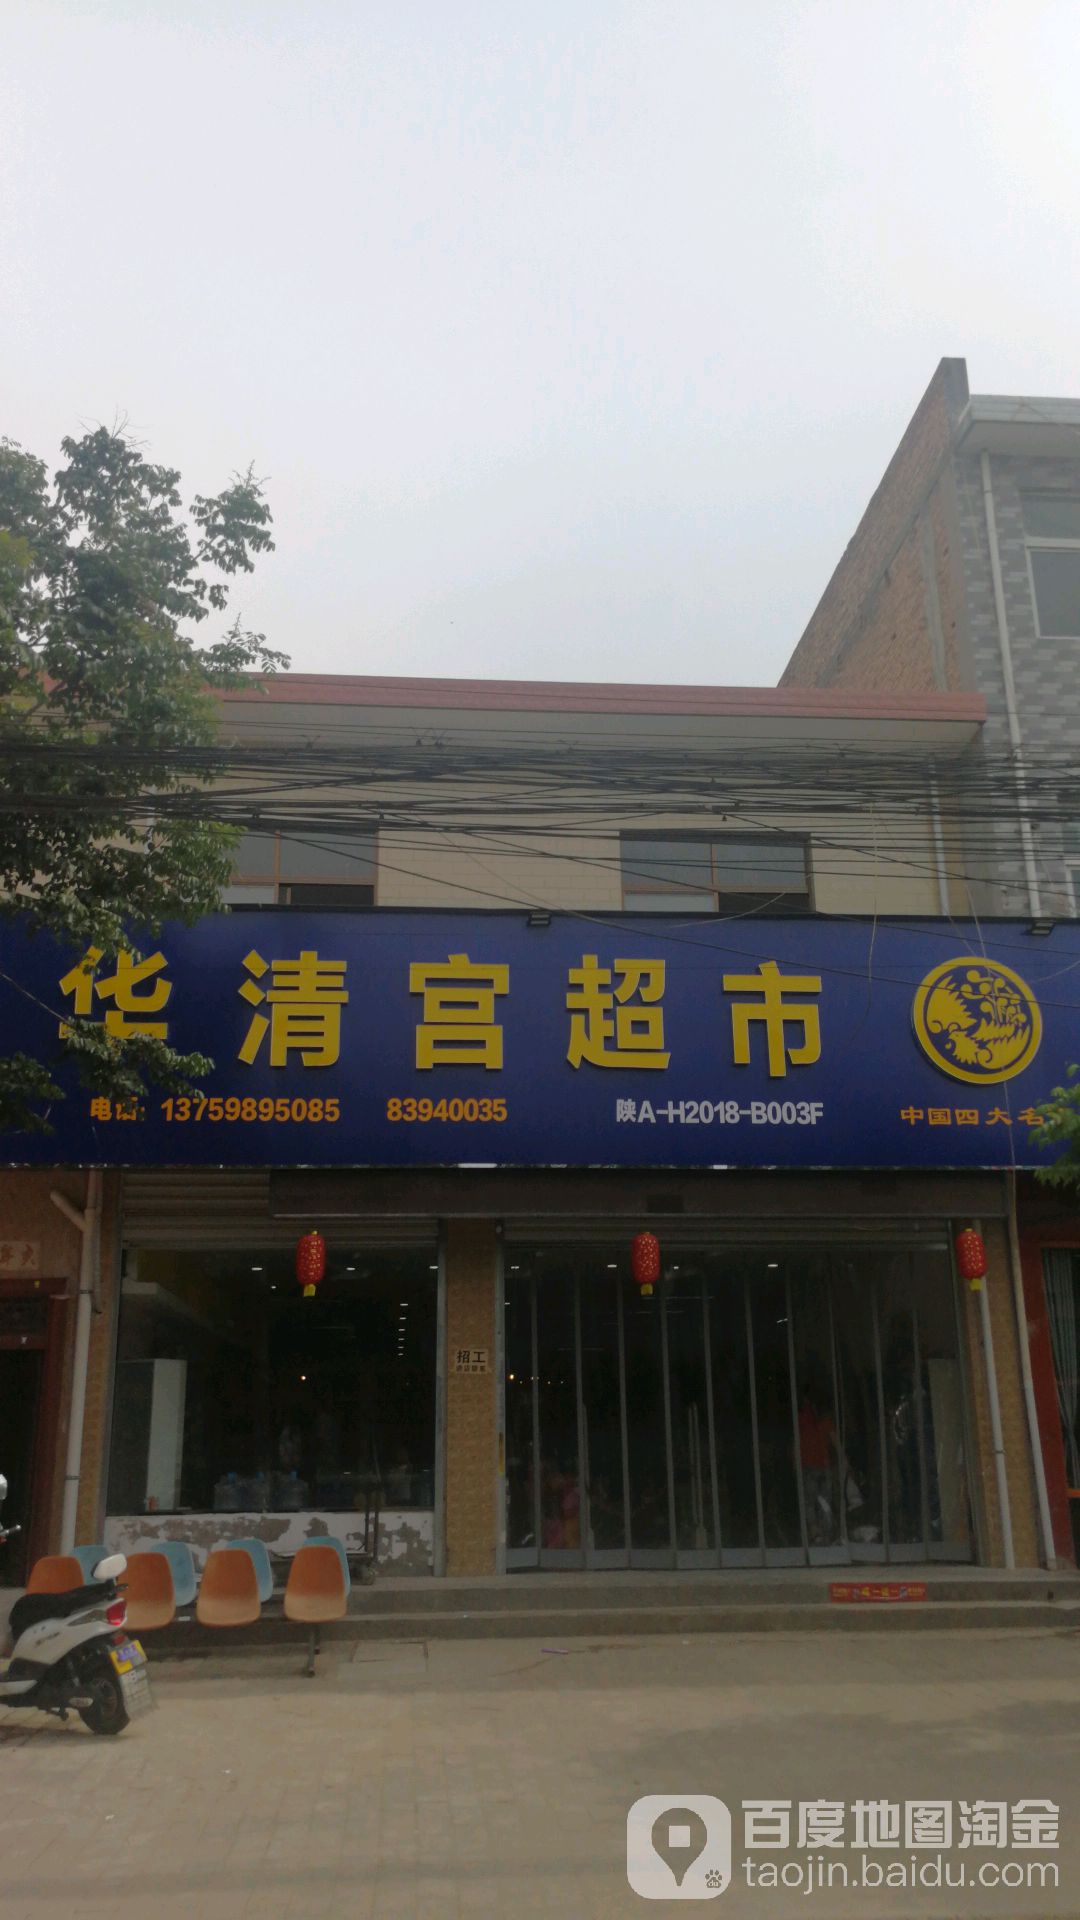 华清宫超市
电话：13759895085 83940035 陕A-H2018-B003F 中国四大名
招工
百度地图淘金
taojin.baidu.com